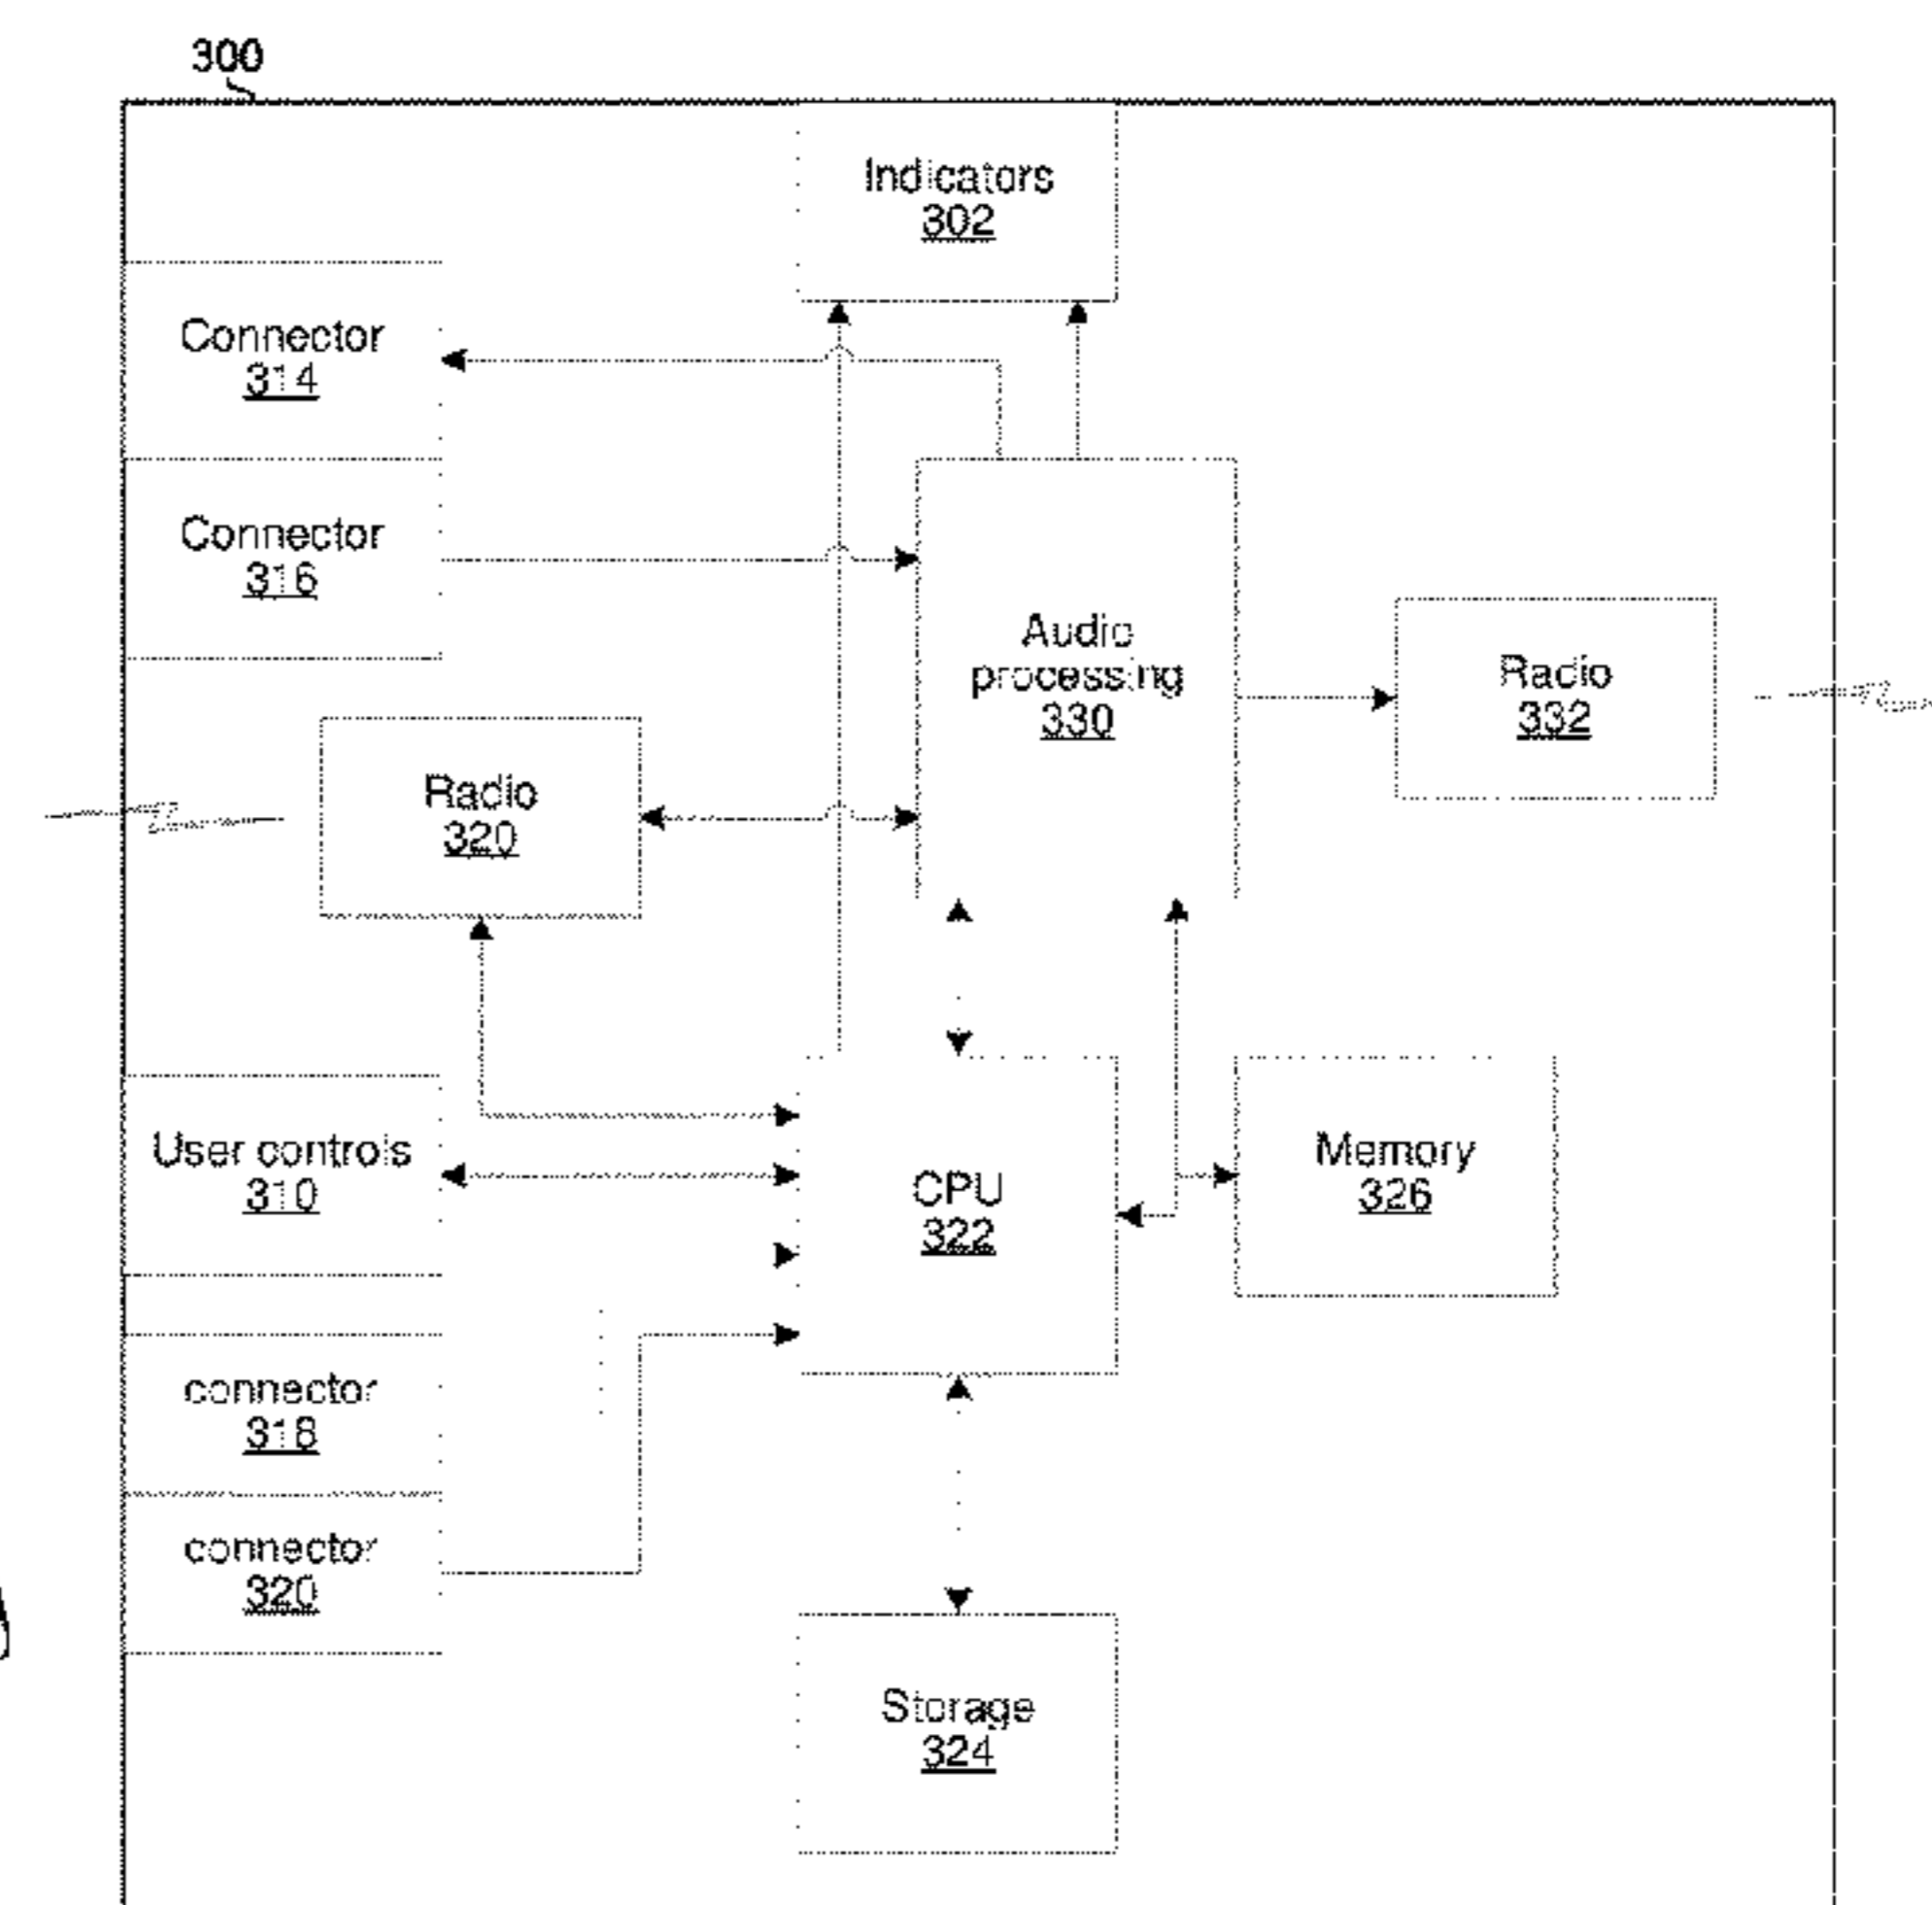 300
Indicators
302
Connector
314
Connector
316
Audio
processing
330
Radio
332
Radio
320
User controls
310
CPU
322
Memory
326
connector
318
connector
320
Storage
324